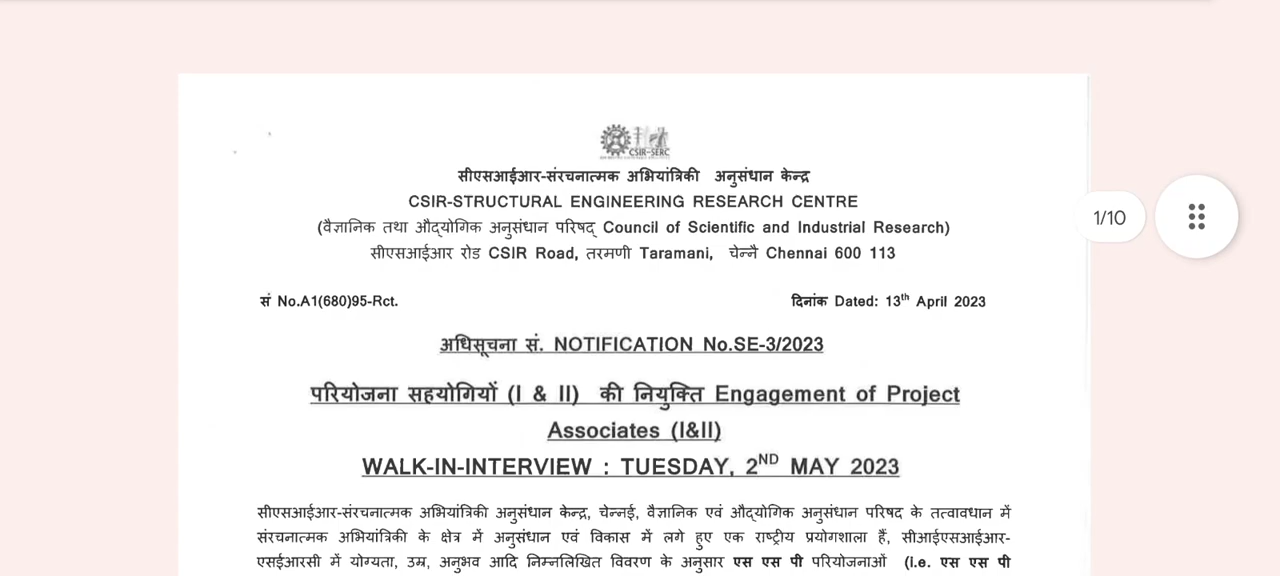 CSIR-SERC
सीएसआईआर-संरचनात्मक अभियांत्रिकी अनुसंधान केन्द्र
CSIR-STRUCTURAL ENGINEERING RESEARCH CENTRE
(वैज्ञानिक तथा औद्योगिक अनुसंधान परिषद् Council of Scientific and Industrial Research)
सीएसआईआर रोड CSIR Road, तरमणी Taramani, चेन्नै Chennai 600 113
1/10
सं No.A1(680)95-Rct. दिनांक Dated: 13th April 2023
अधिसूचना सं. NOTIFICATION No.SE-3/2023
परियोजना सहयोगियों (I & II) की नियुक्ति Engagement of Project
Associates (I&II)
WALK-IN-INTERVIEW : TUESDAY, 2ND MAY 2023
सीएसआईआर-संरचनात्मक अभियांत्रिकी अनुसंधान केन्द्र, चेन्नई, वैज्ञानिक एवं औद्योगिक अनुसंधान परिषद के तत्वावधान में
संरचनात्मक अभियांत्रिकी के क्षेत्र में अनुसंधान एवं विकास में लगे हुए एक राष्ट्रीय प्रयोगशाला हैं, सीआईएसआईआर-
एसईआरसी में योग्यता, उम्र, अनुभव आदि निम्नलिखित विवरण के अनुसार एस एस पी परियोजनाओं (i.e. एस एस पी